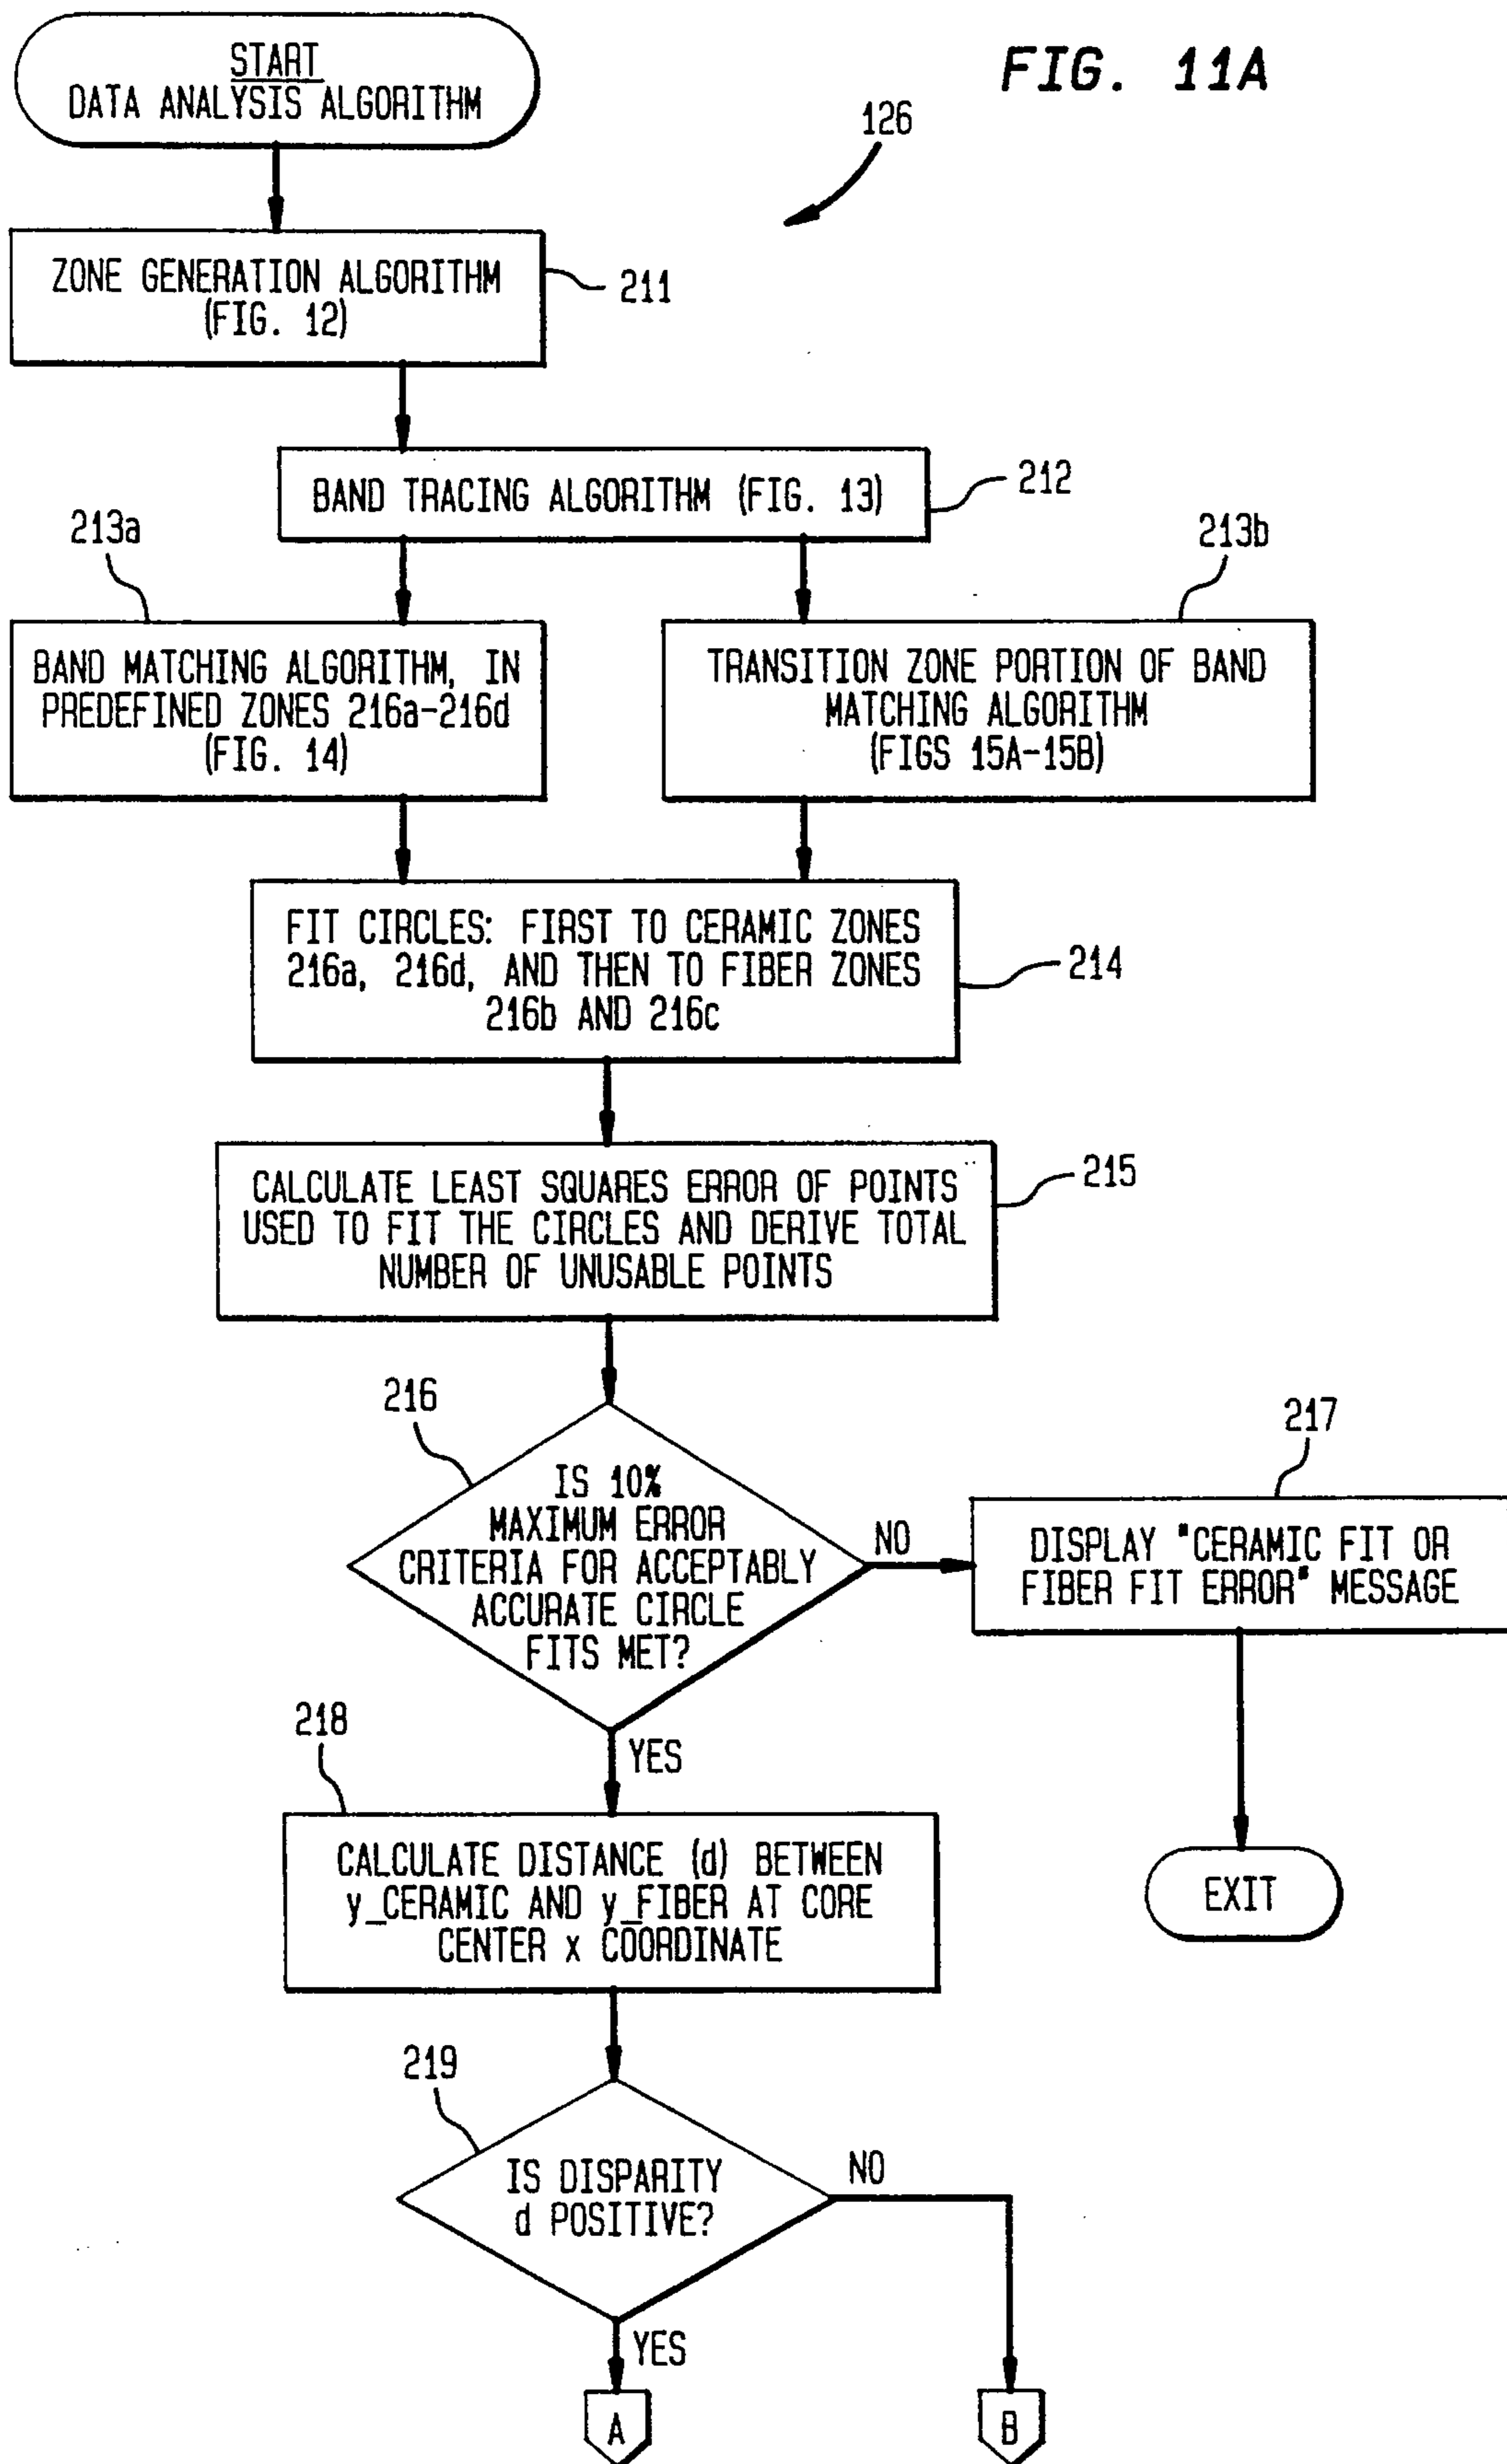 FIG. 11A
START
DATA ANALYSIS ALGORITHM
126
ZONE GENERATION ALGORITHM
(FIG. 12)
211
BAND TRACING ALGORITHM (FIG. 13)
212
213a
BAND MATCHING ALGORITHM, IN
PREDEFINED ZONES 216a-216d
(FIG. 14)
213b
TRANSITION ZONE PORTION OF BAND
MATCHING ALGORITHM
(FIGS 15A-15B)
FIT CIRCLES: FIRST TO CERAMIC ZONES
216a, 216d, AND THEN TO FIBER ZONES
216b AND 216c
214
CALCULATE LEAST SQUARES ERROR OF POINTS
USED TO FIT THE CIRCLES AND DERIVE TOTAL
NUMBER OF UNUSABLE POINTS
215
216
IS 10%
MAXIMUM ERROR
CRITERIA FOR ACCEPTABLY
ACCURATE CIRCLE
FITS MET?
NO
217
DISPLAY "CERAMIC FIT OR
FIBER FIT ERROR" MESSAGE
EXIT
YES
218
CALCULATE DISTANCE (d) BETWEEN
y_CERAMIC AND y_FIBER AT CORE
CENTER x COORDINATE
219
IS DISPARITY
d POSITIVE?
NO
YES
A
B